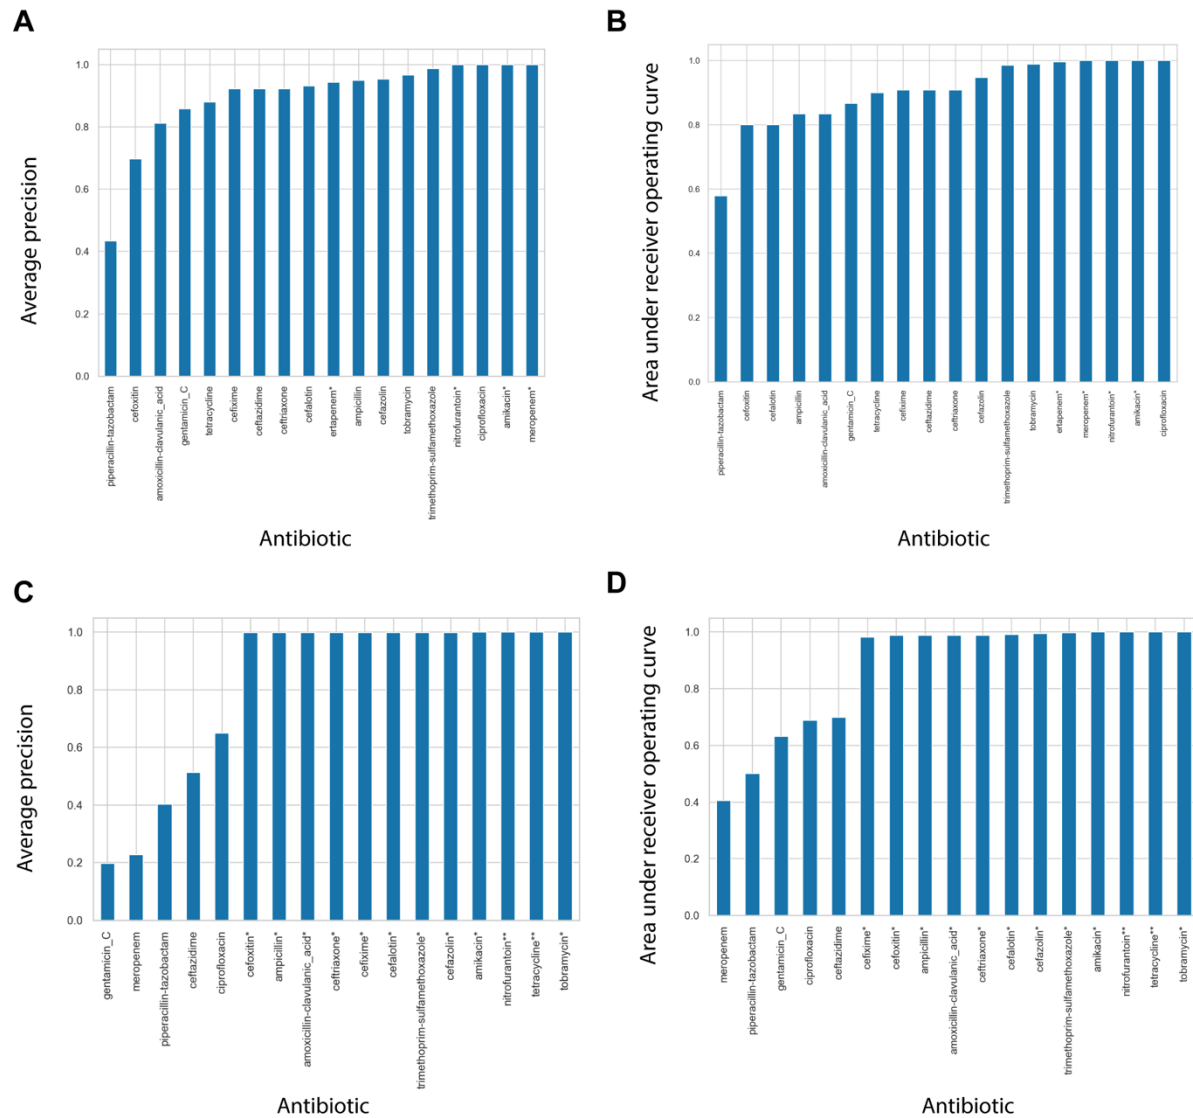 A
Average precision
1.0
0.8
0.6
0.4
0.2
0.0
piperacillin-tazobactam
cefoxitin
amoxicillin-clavulanic_acid
gentamicin_C
tetracycline
cefixime
ceftazidime
ceftriaxone
cefalotin
ertapenem*
ampicillin
cefazolin
tobramycin
trimethoprim-sulfamethoxazole
nitrofurantoin*
ciprofloxacin
amikacin*
meropenem*
Antibiotic
B
Area under receiver operating curve
1.0
0.8
0.6
0.4
0.2
0.0
piperacillin-tazobactam
cefoxitin
cefalotin
ampicillin
amoxicillin-clavulanic_acid
gentamicin_C
tetracycline
cefixime
ceftazidime
ceftriaxone
cefazolin
trimethoprim-sulfamethoxazole
tobramycin
ertapenem*
meropenem*
nitrofurantoin*
amikacin*
ciprofloxacin
Antibiotic
C
Average precision
1.0
0.8
0.6
0.4
0.2
0.0
gentamicin_C
meropenem
piperacillin-tazobactam
ceftazidime
ciprofloxacin
cefoxitin*
ampicillin*
amoxicillin-clavulanic_acid*
ceftriaxone*
cefixime*
cefalotin*
trimethoprim-sulfamethoxazole*
cefazolin*
amikacin*
nitrofurantoin**
tetracycline**
tobramycin*
Antibiotic
D
Area under receiver operating curve
1.0
0.8
0.6
0.4
0.2
0.0
meropenem
piperacillin-tazobactam
gentamicin_C
ciprofloxacin
ceftazidime
cefixime*
cefoxitin*
ampicillin*
amoxicillin-clavulanic_acid*
ceftriaxone*
cefalotin*
cefazolin*
trimethoprim-sulfamethoxazole*
amikacin*
nitrofurantoin**
tetracycline**
tobramycin*
Antibiotic